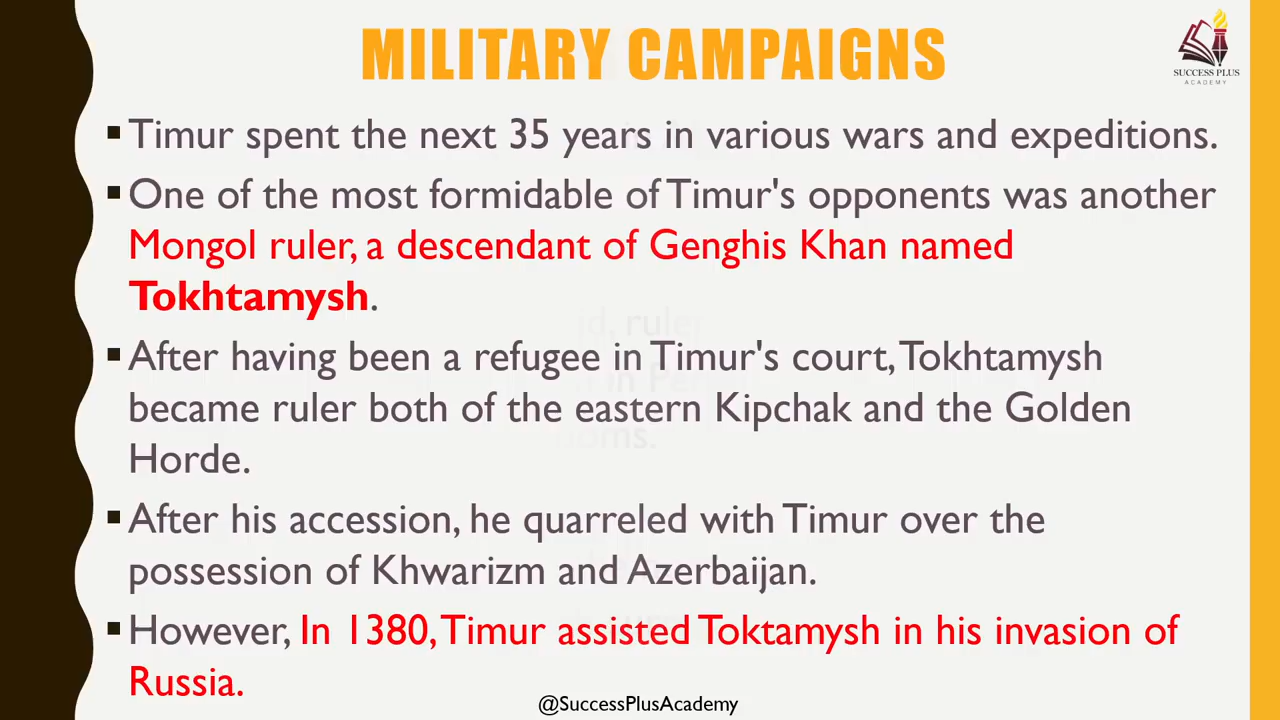 MILITARY CAMPAIGNS
SUCCESS PLUS
ACADEMY
▪Timur spent the next 35 years in various wars and expeditions.
▪One of the most formidable of Timur's opponents was another
Mongol ruler, a descendant of Genghis Khan named
Tokhtamysh.
▪After having been a refugee in Timur's court, Tokhtamysh
became ruler both of the eastern Kipchak and the Golden
Horde.
▪After his accession, he quarreled with Timur over the
possession of Khwarizm and Azerbaijan.
▪However, In 1380, Timur assisted Toktamysh in his invasion of
Russia.
@SuccessPlusAcademy